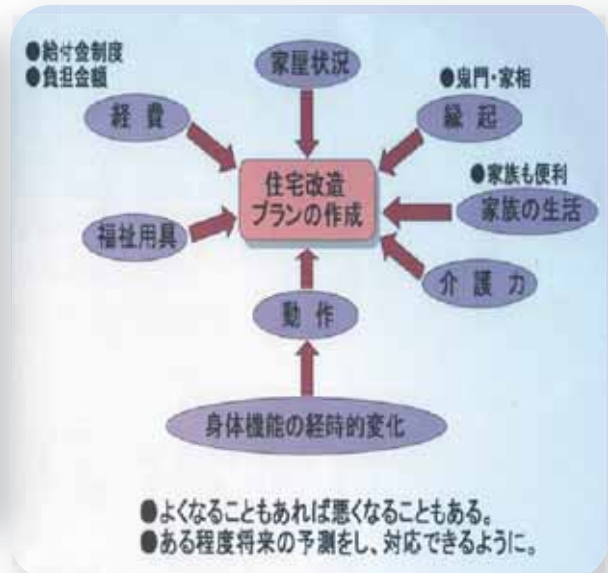 ●給付金制度
●負担金額
家屋状況
●鬼門・家相
経費
縁起
住宅改造
プランの作成
●家族も便利
家族の生活
福祉用具
介護力
動作
身体機能の経時的変化
●よくなることもあれば悪くなることもある。
●ある程度将来の予測をし、対応できるように。